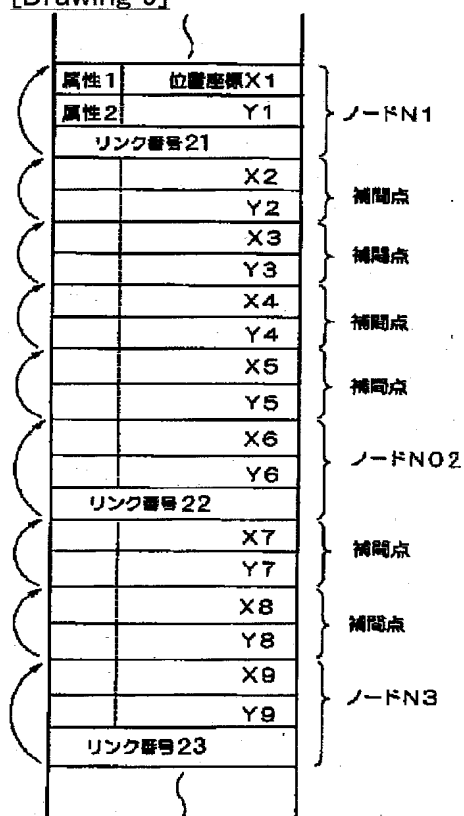 属性1 位置座標X1
属性2 Y1
ノードN1
リンク番号21
X2
Y2
補間点
X3
Y3
補間点
X4
Y4
補間点
X5
Y5
補間点
X6
Y6
ノードNO2
リンク番号22
X7
Y7
補間点
X8
Y8
補間点
X9
Y9
ノードN3
リンク番号23